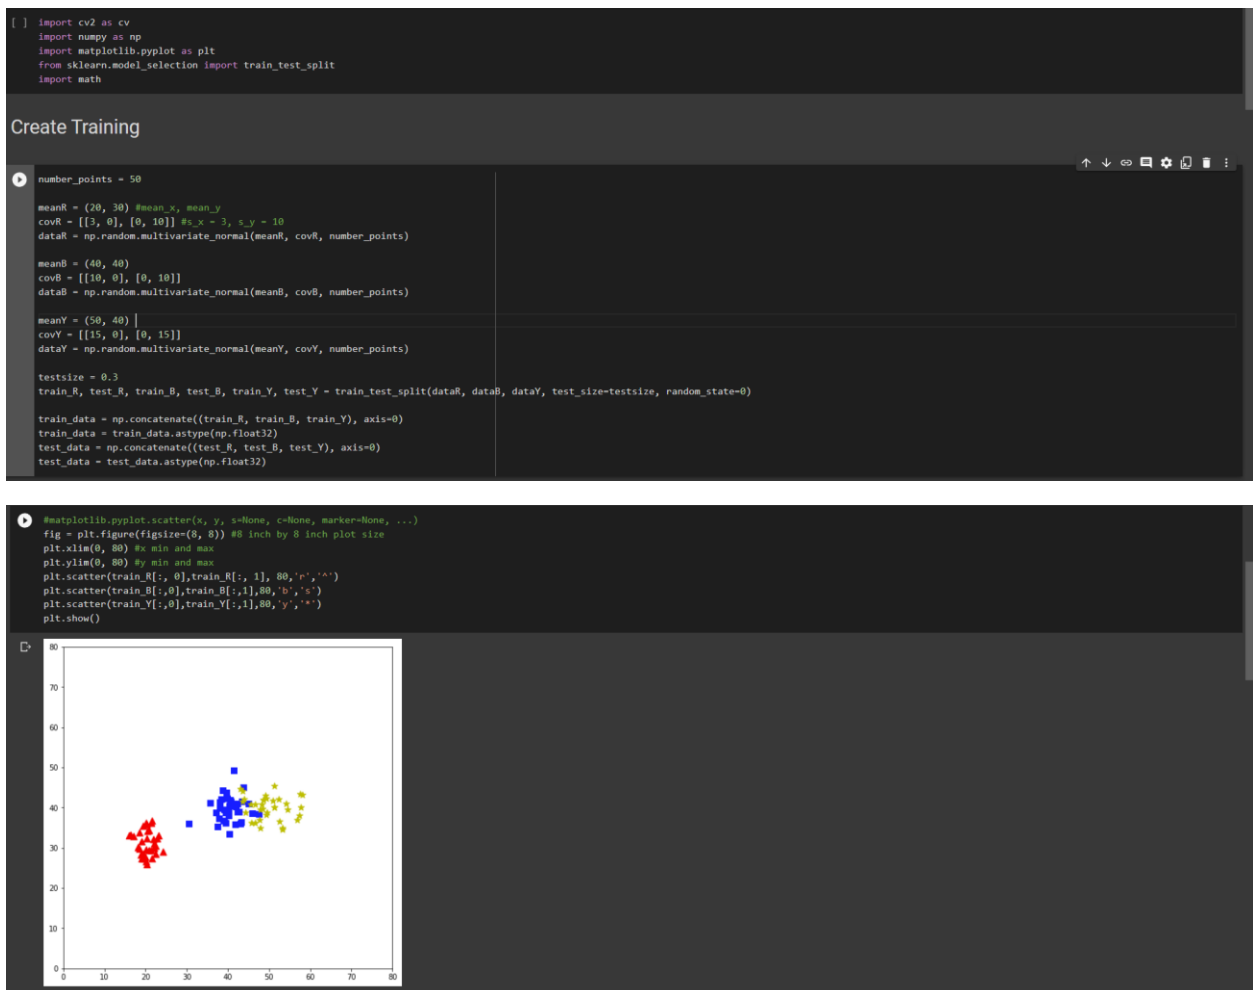 [ ] import cv2 as cv
import numpy as np
import matplotlib.pyplot as plt
from sklearn.model_selection import train_test_split
import math
Create Training
number_points = 50
meanR = (20, 30) #mean_x, mean_y
covR = [[3, 0], [0, 10]] #s_x = 3, s_y = 10
dataR = np.random.multivariate_normal(meanR, covR, number_points)
meanB = (40, 40)
covB = [[10, 0], [0, 10]]
dataB = np.random.multivariate_normal(meanB, covB, number_points)
meanY = (50, 40)
covY = [[15, 0], [0, 15]]
dataY = np.random.multivariate_normal(meanY, covY, number_points)
testsize = 0.3
train_R, test_R, train_B, test_B, train_Y, test_Y = train_test_split(dataR, dataB, dataY, test_size=testsize, random_state=0)
train_data = np.concatenate((train_R, train_B, train_Y), axis=0)
train_data = train_data.astype(np.float32)
test_data = np.concatenate((test_R, test_B, test_Y), axis=0)
test_data = test_data.astype(np.float32)
#matplotlib.pyplot.scatter(x, y, s=None, c=None, marker=None, ...)
fig = plt.figure(figsize=(8, 8)) #8 inch by 8 inch plot size
plt.xlim(0, 80) #x min and max
plt.ylim(0, 80) #y min and max
plt.scatter(train_R[:, 0],train_R[:, 1], 80,'r','^')
plt.scatter(train_B[:,0],train_B[:,1],80,'b','s')
plt.scatter(train_Y[:,0],train_Y[:,1],80,'y','*')
plt.show()
80
70
60
50
40
30
20
10
0
0 10 20 30 40 50 60 70 80